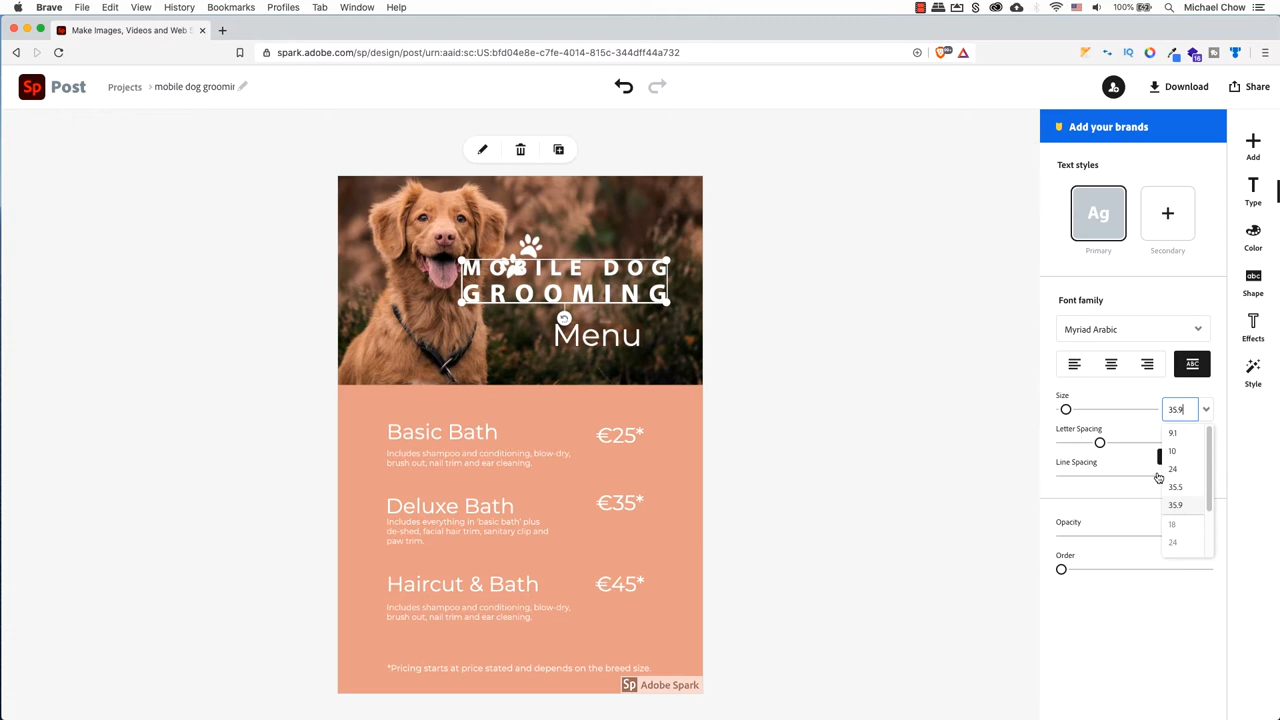 Brave File Edit View History Bookmarks Profiles Tab Window Help 100% Michael Chow
Make Images, Videos and Web S
spark.adobe.com/sp/design/post/urn:aaid:sc:US:bfd04e8e-c7fe-4014-815c-344dff44a732
Sp Post Projects > mobile dog groomin Download Share
Add your brands
Text styles
Ag +
Primary Secondary
Font family
Myriad Arabic
ABC
Size 35.9
Letter Spacing
Line Spacing
Opacity
Order
9.1
10
24
35.5
35.9
18
24
Add
Type
Color
abc
Shape
Effects
Style
MOBILE DOG
GROOMING
Menu
Basic Bath €25*
Includes shampoo and conditioning, blow-dry,
brush out, nail trim and ear cleaning.
Deluxe Bath €35*
Includes everything in 'basic bath' plus
de-shed, facial hair trim, sanitary clip and
paw trim.
Haircut & Bath €45*
Includes shampoo and conditioning, blow-dry,
brush out, nail trim and ear cleaning.
*Pricing starts at price stated and depends on the breed size.
Sp Adobe Spark